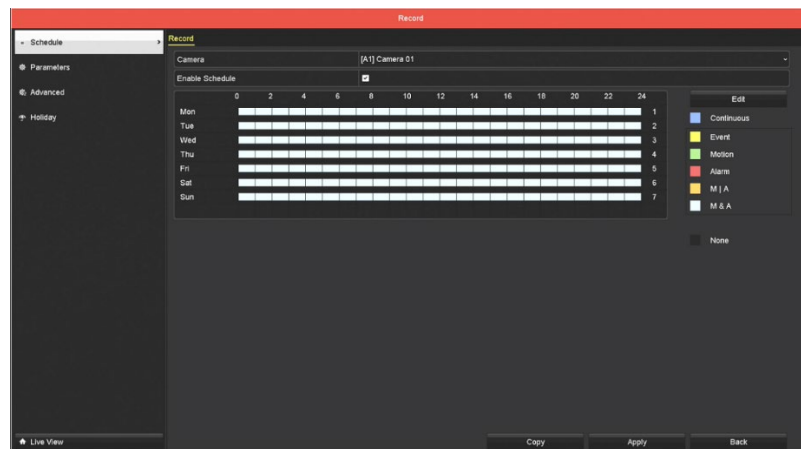 Record
Schedule
Parameters
Advanced
Holiday
Live View
Record
Camera [A1] Camera 01
Enable Schedule
0 2 4 6 8 10 12 14 16 18 20 22 24
Mon 1
Tue 2
Wed 3
Thu 4
Fri 5
Sat 6
Sun 7
Edit
Continuous
Event
Motion
Alarm
M | A
M & A
None
Copy Apply Back